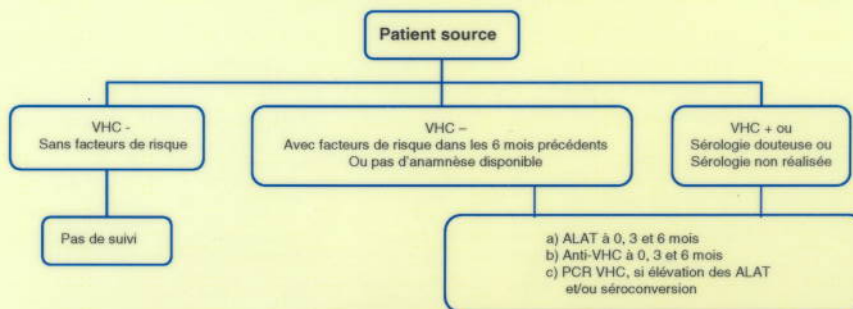 Patient source
VHC -
Sans facteurs de risque
VHC –
Avec facteurs de risque dans les 6 mois précédents
Ou pas d'anamnèse disponible
VHC + ou
Sérologie douteuse ou
Sérologie non réalisée
Pas de suivi
a) ALAT à 0, 3 et 6 mois
b) Anti-VHC à 0, 3 et 6 mois
c) PCR VHC, si élévation des ALAT
et/ou séroconversion